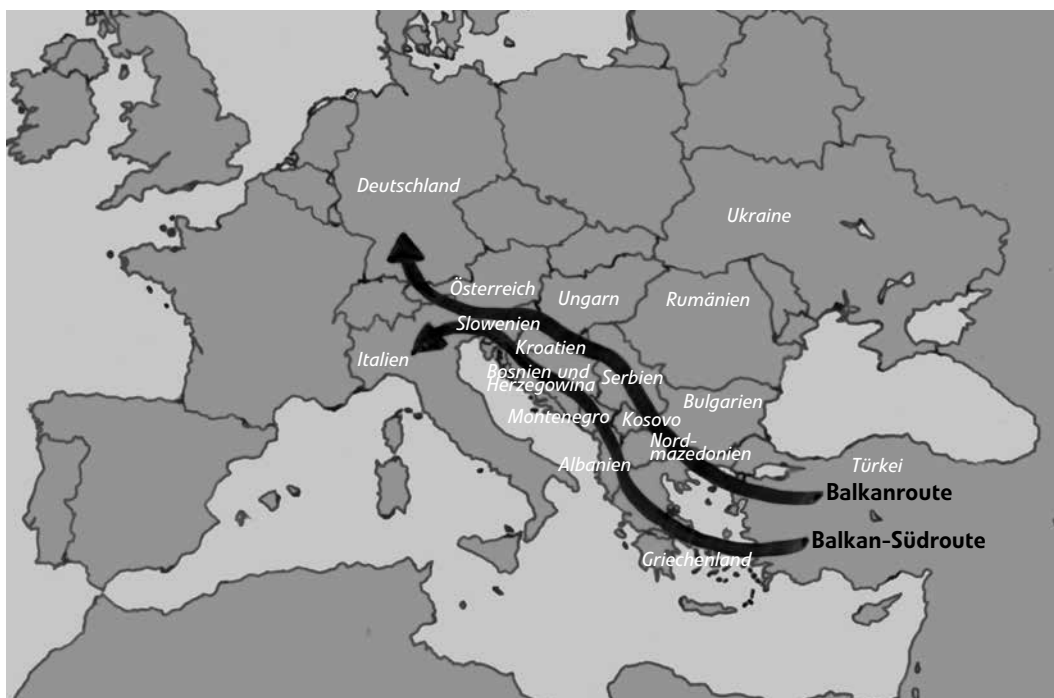 Deutschland
Ukraine
Österreich
Ungarn
Rumänien
Slowenien
Kroatien
Italien
Bosnien und
Herzegowina
Serbien
Bulgarien
Montenegro
Kosovo
Nord-
mazedonien
Albanien
Türkei
Balkanroute
Balkan-Südroute
Griechenland